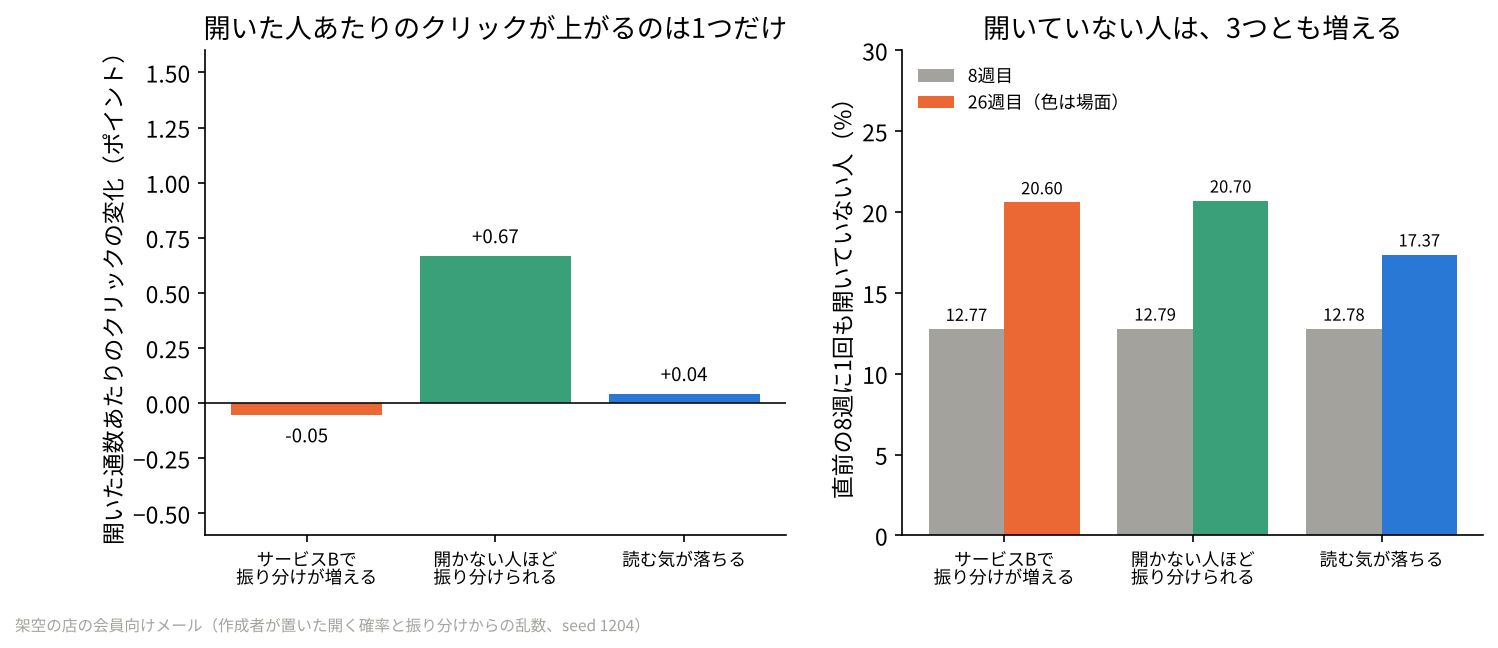 開いた人あたりのクリックが上がるのは1つだけ
開いた通数あたりのクリックの変化（ポイント）
1.50
1.25
1.00
0.75
0.50
0.25
0.00
−0.25
−0.50
-0.05
+0.67
+0.04
サービスBで
振り分けが増える
開かない人ほど
振り分けられる
読む気が落ちる
開いていない人は、3つとも増える
直前の8週に1回も開いていない人（%）
30
25
20
15
10
5
0
8週目
26週目（色は場面）
12.77
20.60
12.79
20.70
12.78
17.37
サービスBで
振り分けが増える
開かない人ほど
振り分けられる
読む気が落ちる
架空の店の会員向けメール（作成者が置いた開く確率と振り分けからの乱数、seed 1204）